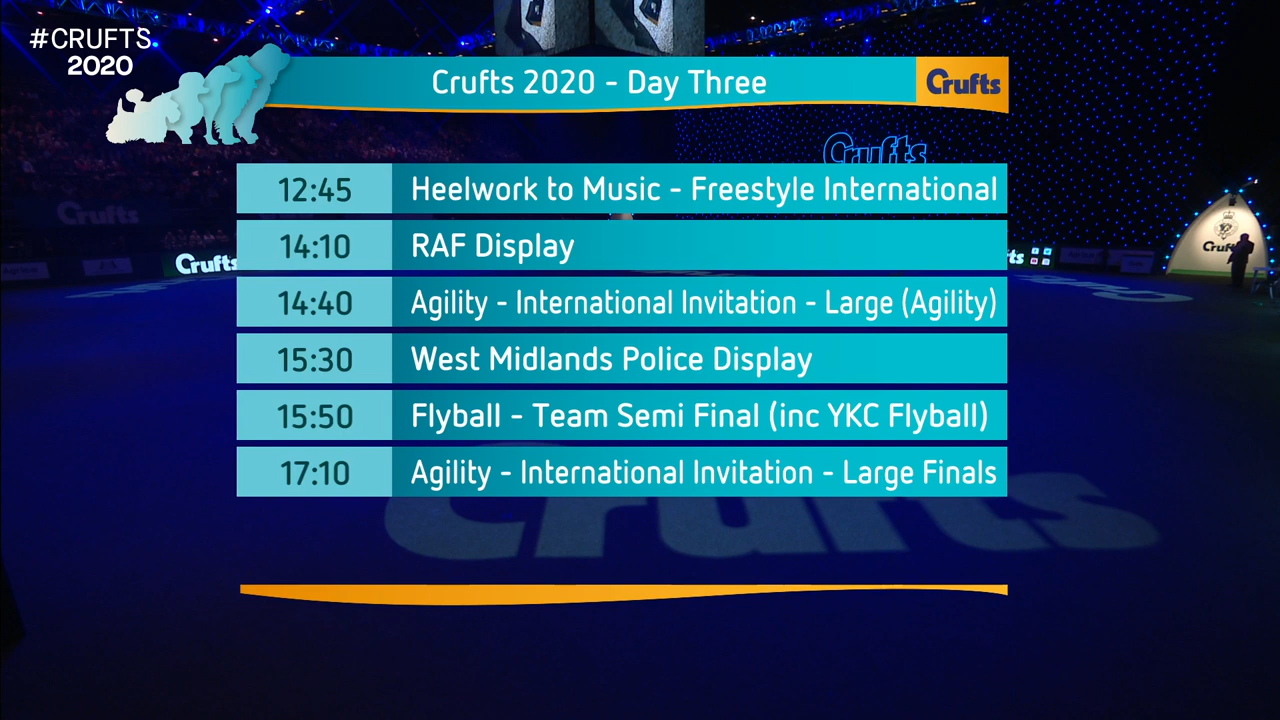 #CRUFTS
2020
Crufts 2020 - Day Three
Crufts
Crufts
12:45 Heelwork to Music - Freestyle International
14:10 RAF Display
14:40 Agility - International Invitation - Large (Agility)
15:30 West Midlands Police Display
15:50 Flyball - Team Semi Final (inc YKC Flyball)
17:10 Agility - International Invitation - Large Finals
Crufts
Crufts
Crufts
Crufts